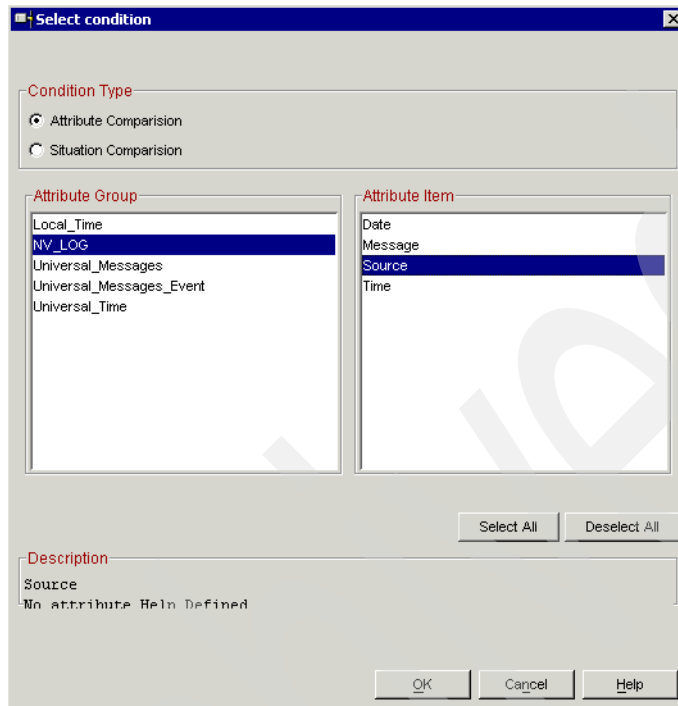 Select condition
Condition Type
Attribute Comparision
Situation Comparision
Attribute Group
Local_Time
NV_LOG
Universal_Messages
Universal_Messages_Event
Universal_Time
Attribute Item
Date
Message
Source
Time
Select All
Deselect All
Description
Source
No attribute Help Defined
OK
Cancel
Help